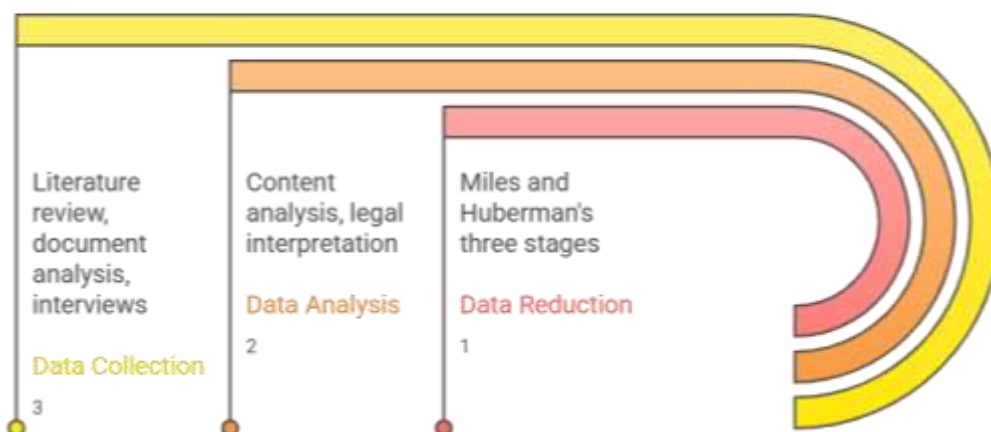 Literature
review,
document
analysis,
interviews
Data Collection
3
Content
analysis, legal
interpretation
Data Analysis
2
Miles and
Huberman's
three stages
Data Reduction
1